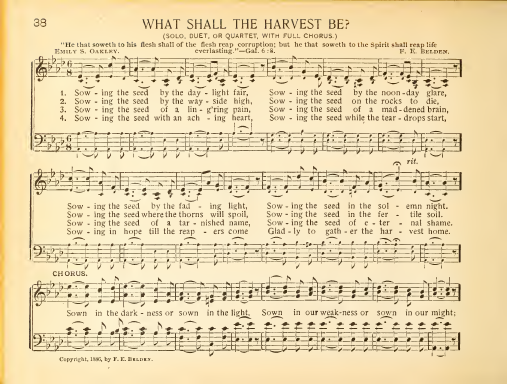 38
WHAT SHALL THE HARVEST BE?
(SOLO, DUET, OR QUARTET, WITH FULL CHORUS.)
"He that soweth to his flesh shall of the flesh reap corruption; but he that soweth to the Spirit shall reap life
EMILY S. OAKLEY. everlasting."—Gal. 6:8. F. E. BELDEN.
1. Sow - ing the seed by the day - light fair, Sow - ing the seed by the noon - day glare,
2. Sow - ing the seed by the way - side high, Sow - ing the seed on the rocks to die,
3. Sow - ing the seed of a lin - g'ring pain, Sow - ing the seed of a mad - dened brain,
4. Sow - ing the seed with an ach - ing heart, Sow - ing the seed while the tear - drops start,
rit.
Sow - ing the seed by the fad - ing light, Sow - ing the seed in the sol - emn night.
Sow - ing the seed where the thorns will spoil, Sow - ing the seed in the fer - tile soil.
Sow - ing the seed of a tar - nished name, Sow - ing the seed of e - ter - nal shame.
Sow - ing in hope till the reap - ers come Glad - ly to gath - er the har - vest home.
CHORUS.
Sown in the dark - ness or sown in the light, Sown in our weak-ness or sown in our might;
Copyright, 1886, by F. E. BELDEN.